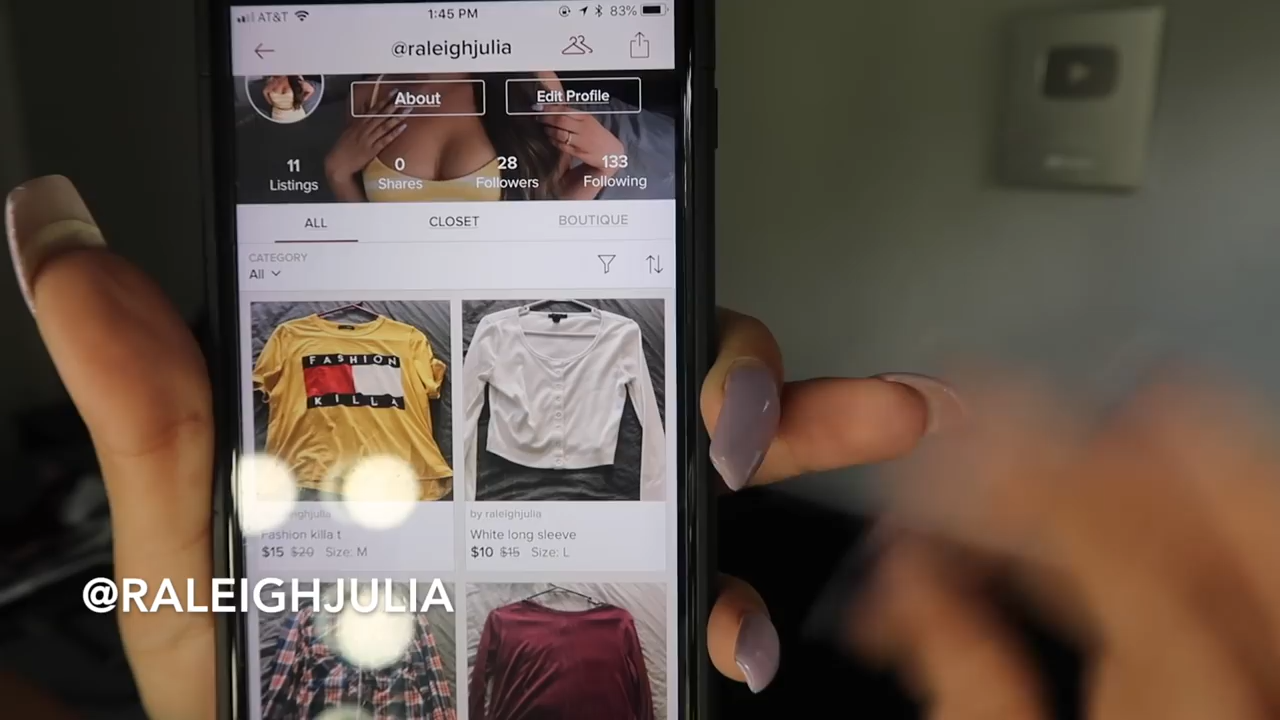 AT&T 1:45 PM 83%
@raleighjulia
About Edit Profile
11 0 28 133
Listings Shares Followers Following
ALL CLOSET BOUTIQUE
CATEGORY
All
FASHION
KILLA
by raleighjulia
Fashion killa t White long sleeve
$15 $20 Size: M $10 $15 Size: L
@RALEIGHJULIA